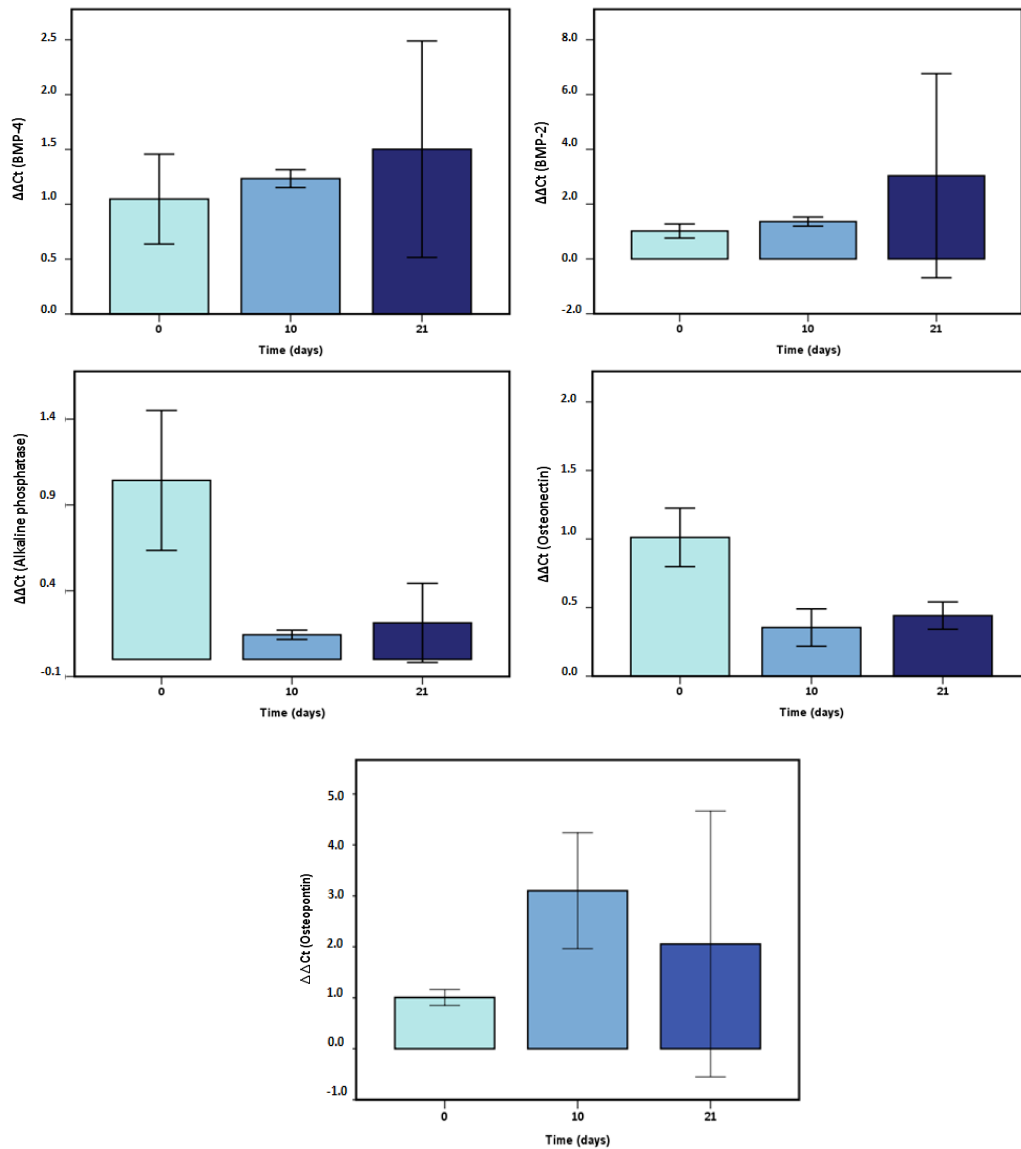 ΔΔCt (BMP-4)
2.5
2.0
1.5
1.0
0.5
0.0
0 10 21
Time (days)
ΔΔCt (BMP-2)
8.0
6.0
4.0
2.0
0.0
-2.0
0 10 21
Time (days)
ΔΔCt (Alkaline phosphatase)
1.4
0.9
0.4
-0.1
0 10 21
Time (days)
ΔΔCt (Osteonectin)
2.0
1.5
1.0
0.5
0.0
0 10 21
Time (days)
ΔΔCt (Osteopontin)
5.0
4.0
3.0
2.0
1.0
0.0
-1.0
0 10 21
Time (days)